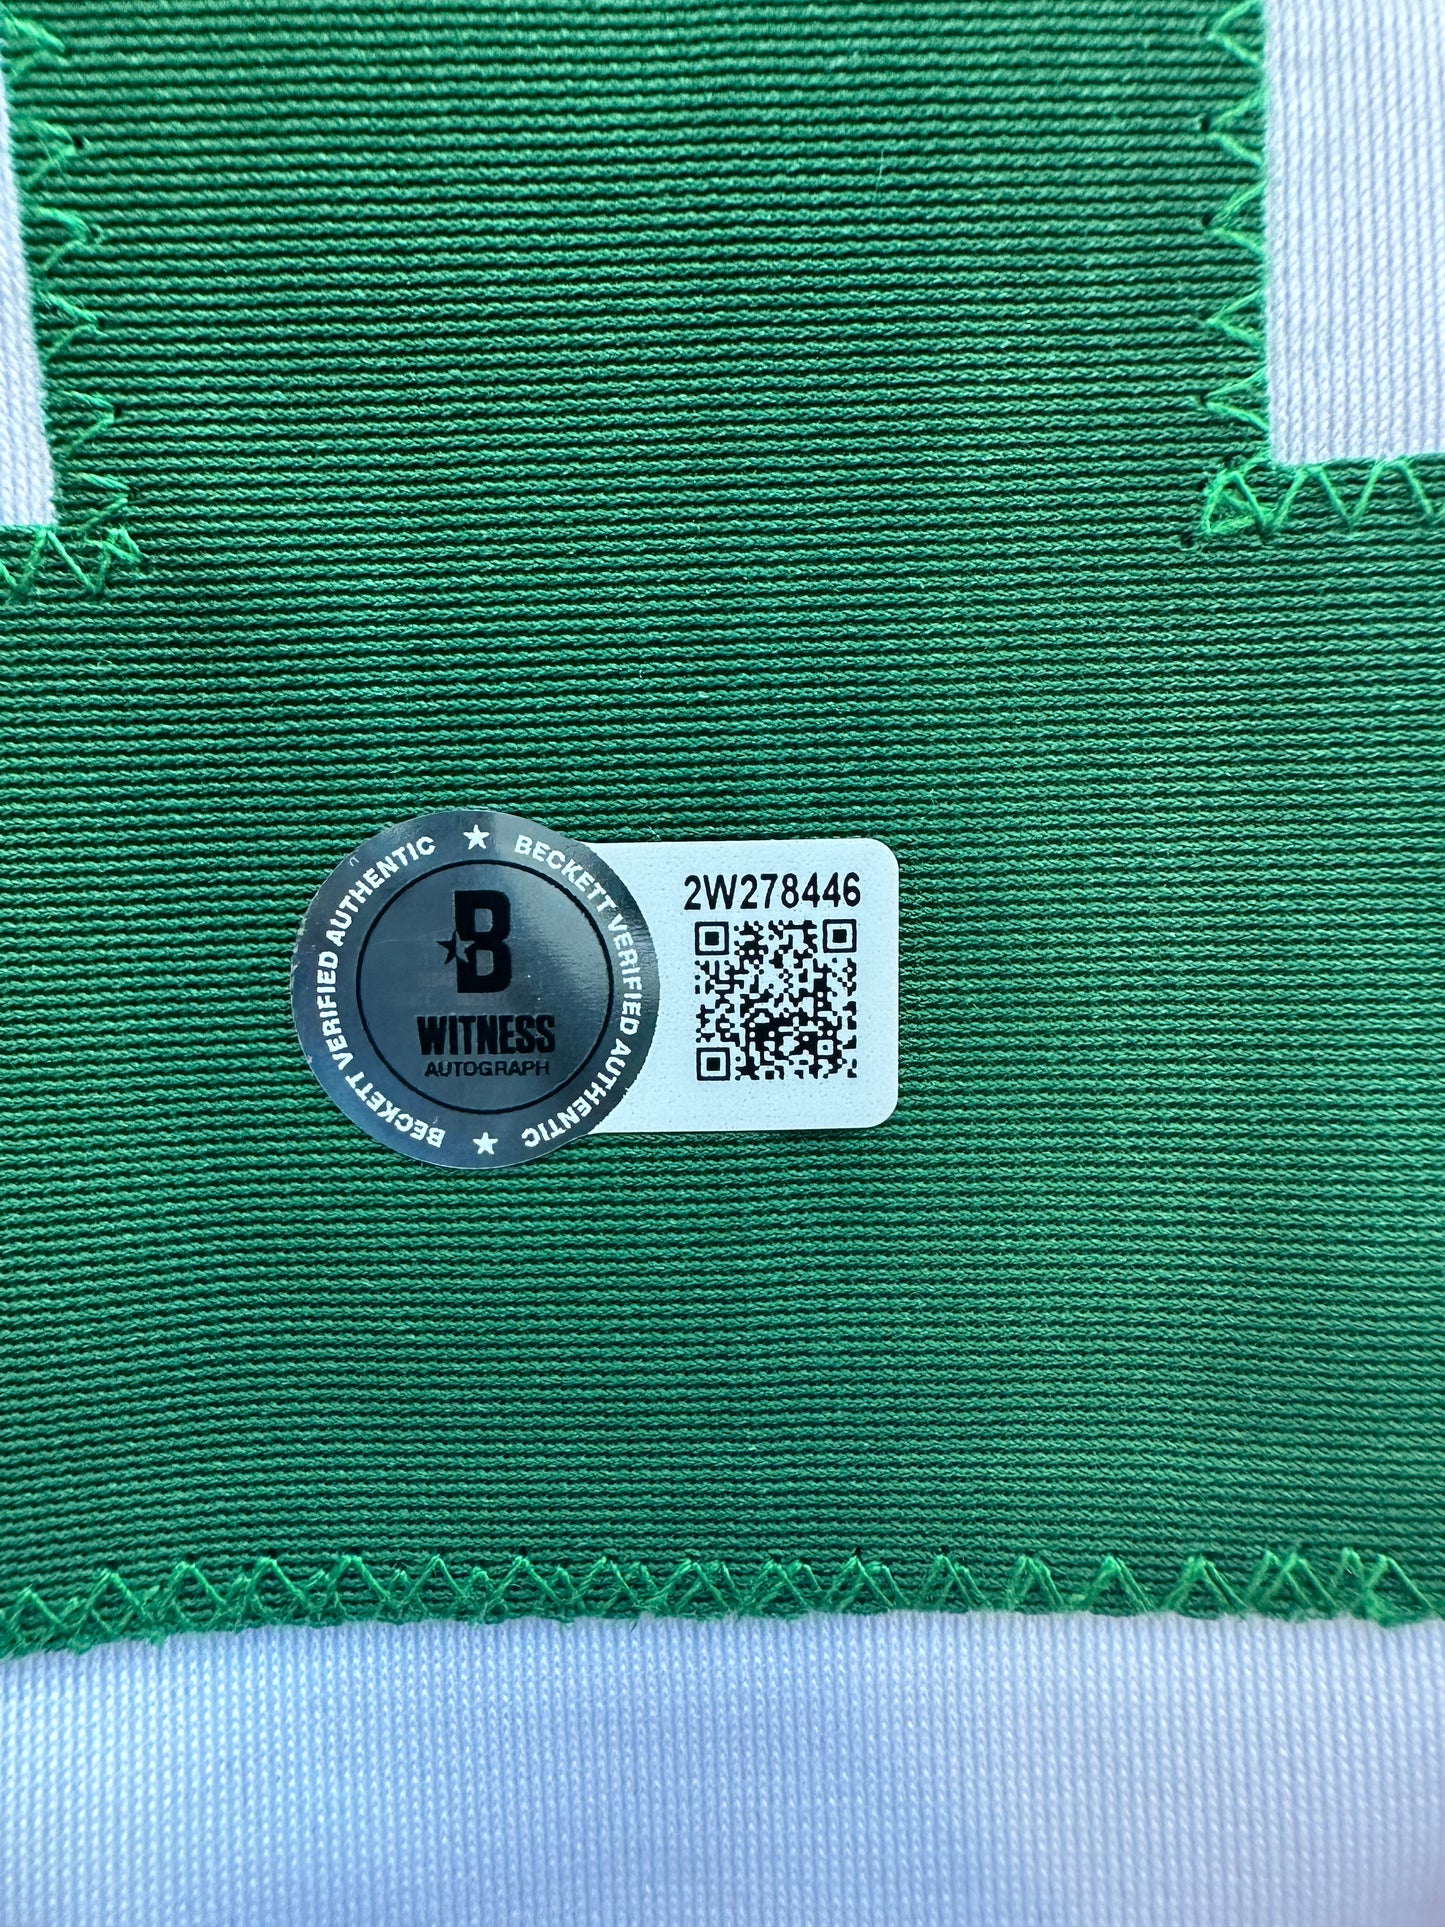 BECKETT VERIFIED AUTHENTIC ★ BECKETT VERIFIED AUTHENTIC ★
B
WITNESS
AUTOGRAPH
2W278446